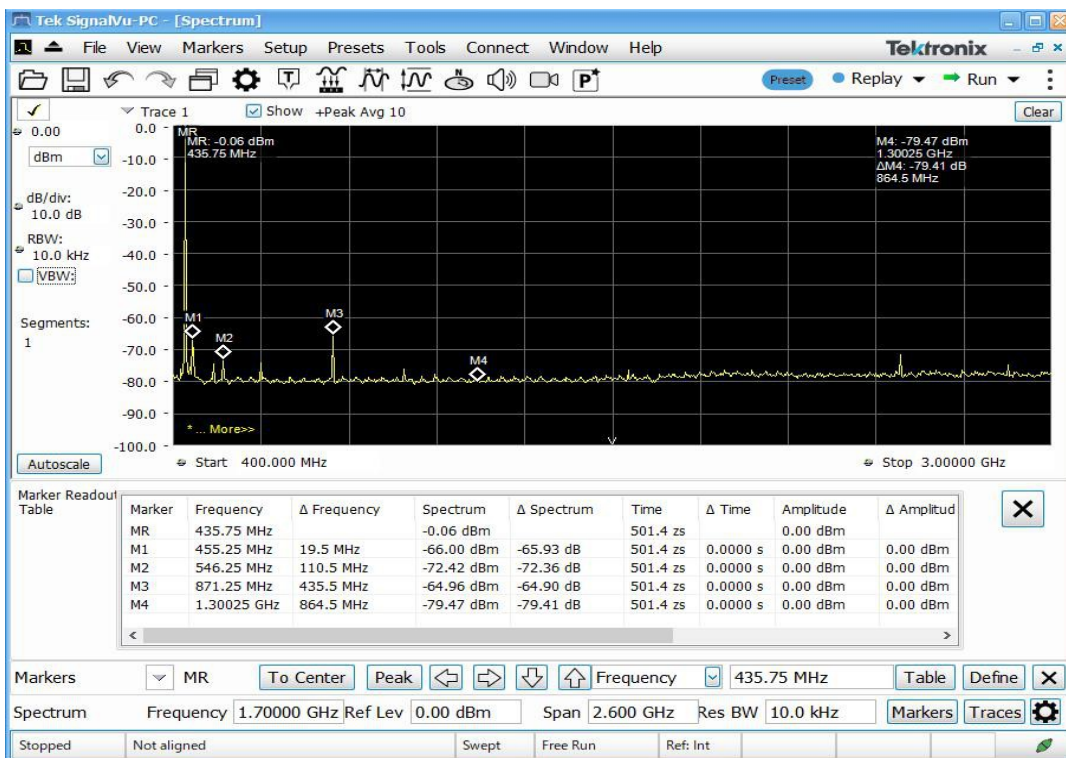 Tek SignalVu-PC - [Spectrum]
File View Markers Setup Presets Tools Connect Window Help Tektronix
T N P Preset Replay Run
Trace 1 Show +Peak Avg 10 Clear
0.00
dBm
dB/div:
10.0 dB
RBW:
10.0 kHz
VBW:
Segments:
1
Autoscale
0.0
-10.0
-20.0
-30.0
-40.0
-50.0
-60.0
-70.0
-80.0
-90.0
-100.0
MR
MR: -0.06 dBm
435.75 MHz
M4: -79.47 dBm
1.30025 GHz
ΔM4: -79.41 dB
864.5 MHz
M1
M2
M3
M4
* ... More>>
Start 400.000 MHz Stop 3.00000 GHz
Marker Readout
Table
Marker Frequency Δ Frequency Spectrum Δ Spectrum Time Δ Time Amplitude Δ Amplitud
MR 435.75 MHz -0.06 dBm 501.4 zs 0.00 dBm
M1 455.25 MHz 19.5 MHz -66.00 dBm -65.93 dB 501.4 zs 0.0000 s 0.00 dBm 0.00 dBm
M2 546.25 MHz 110.5 MHz -72.42 dBm -72.36 dB 501.4 zs 0.0000 s 0.00 dBm 0.00 dBm
M3 871.25 MHz 435.5 MHz -64.96 dBm -64.90 dB 501.4 zs 0.0000 s 0.00 dBm 0.00 dBm
M4 1.30025 GHz 864.5 MHz -79.47 dBm -79.41 dB 501.4 zs 0.0000 s 0.00 dBm 0.00 dBm
Markers MR To Center Peak Frequency 435.75 MHz Table Define
Spectrum Frequency 1.70000 GHz Ref Lev 0.00 dBm Span 2.600 GHz Res BW 10.0 kHz Markers Traces
Stopped Not aligned Swept Free Run Ref: Int